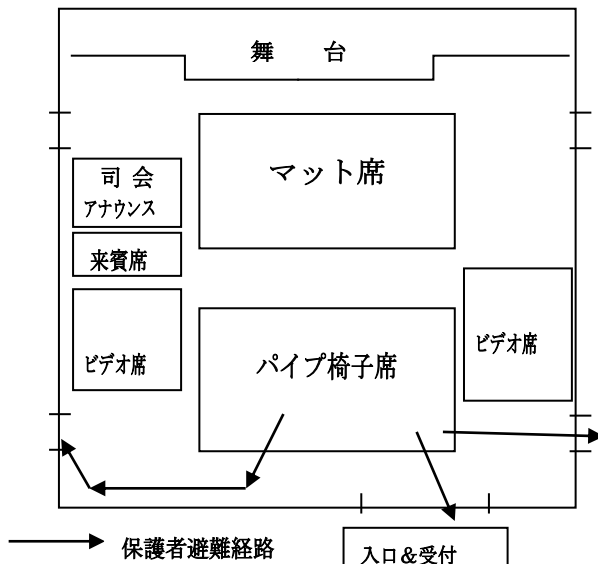 舞　台
マット席
司 会
アナウンス
来賓席
ビデオ席
パイプ椅子席
ビデオ席
保護者避難経路
入口＆受付